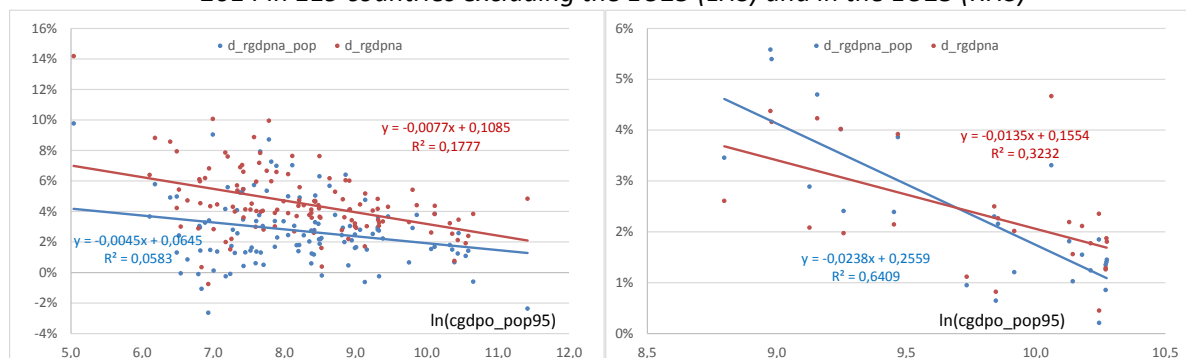 2014 in 119 countries excluding the EU28 (LHS) and in the EU28 (RHS)
16%
14%
12%
10%
8%
6%
4%
2%
0%
-2%
-4%
d_rgdpna_pop d_rgdpna
y = -0,0077x + 0,1085
R² = 0,1777
y = -0,0045x + 0,0645
R² = 0,0583
ln(cgdpo_pop95)
5,0 6,0 7,0 8,0 9,0 10,0 11,0 12,0
6%
5%
4%
3%
2%
1%
0%
d_rgdpna_pop d_rgdpna
y = -0,0135x + 0,1554
R² = 0,3232
y = -0,0238x + 0,2559
R² = 0,6409
ln(cgdpo_pop95)
8,5 9,0 9,5 10,0 10,5